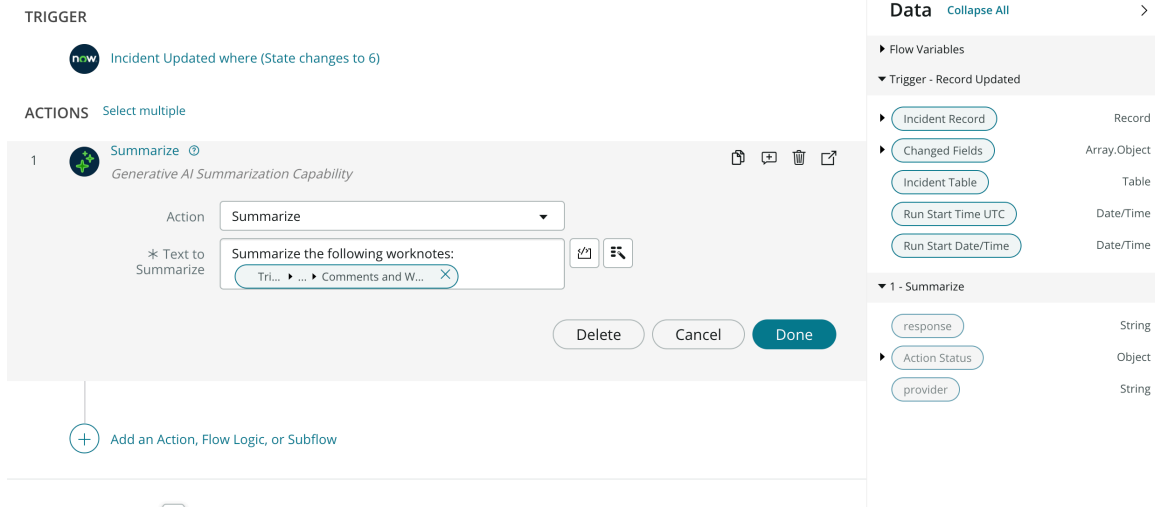 TRIGGER
now
Incident Updated where (State changes to 6)
ACTIONS Select multiple
1
Summarize
Generative AI Summarization Capability
Action
Summarize
* Text to Summarize
Summarize the following worknotes:
Tri... ▸ ... ▸ Comments and W...
Delete
Cancel
Done
Add an Action, Flow Logic, or Subflow
Data Collapse All
Flow Variables
Trigger - Record Updated
Incident Record Record
Changed Fields Array.Object
Incident Table Table
Run Start Time UTC Date/Time
Run Start Date/Time Date/Time
1 - Summarize
response String
Action Status Object
provider String